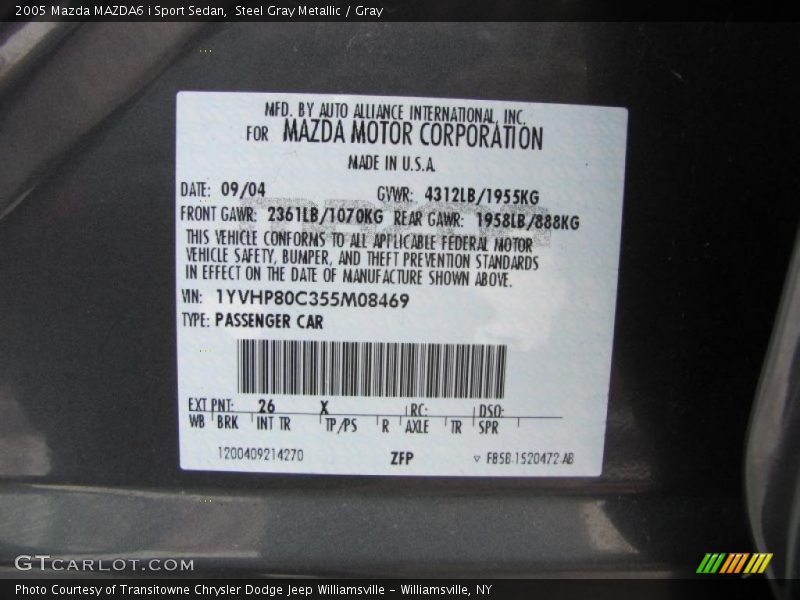 2005 Mazda MAZDA6 i Sport Sedan, Steel Gray Metallic / Gray
MFD. BY AUTO ALLIANCE INTERNATIONAL, INC.
FOR MAZDA MOTOR CORPORATION
MADE IN U.S.A.
DATE: 09/04 GVWR: 4312LB/1955KG
FRONT GAWR: 2361LB/1070KG REAR GAWR: 1958LB/888KG
THIS VEHICLE CONFORMS TO ALL APPLICABLE FEDERAL MOTOR
VEHICLE SAFETY, BUMPER, AND THEFT PREVENTION STANDARDS
IN EFFECT ON THE DATE OF MANUFACTURE SHOWN ABOVE.
VIN: 1YVHP80C355M08469
TYPE: PASSENGER CAR
EXT PNT: 26 X RC: DSO:
WB BRK INT TR TP/PS R AXLE TR SPR
1200409214270 ZFP ▽ F85B-1520472-AB
GTCARLOT.COM
Photo Courtesy of Transitowne Chrysler Dodge Jeep Williamsville - Williamsville, NY